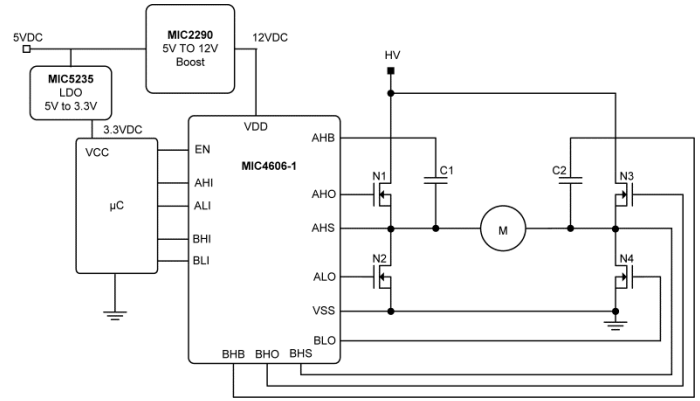 5VDC
MIC2290
5V TO 12V
Boost
12VDC
HV
MIC5235
LDO
5V to 3.3V
3.3VDC
VCC
µC
VDD
MIC4606-1
EN
AHI
ALI
BHI
BLI
AHB
AHO
AHS
ALO
VSS
BLO
BHB BHO BHS
C1
C2
N1
N3
M
N2
N4